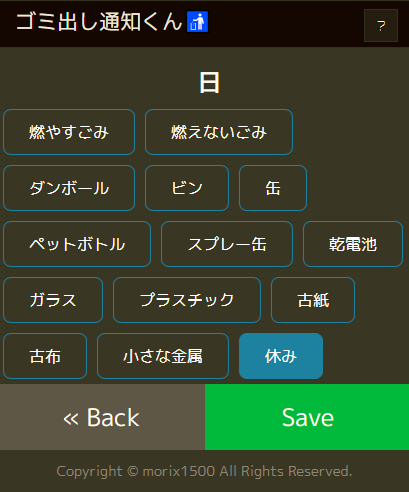 ゴミ出し通知くん🚮 ?
日
燃やすごみ 燃えないごみ
ダンボール ビン 缶
ペットボトル スプレー缶 乾電池
ガラス プラスチック 古紙
古布 小さな金属 休み
« Back Save
Copyright © morix1500 All Rights Reserved.